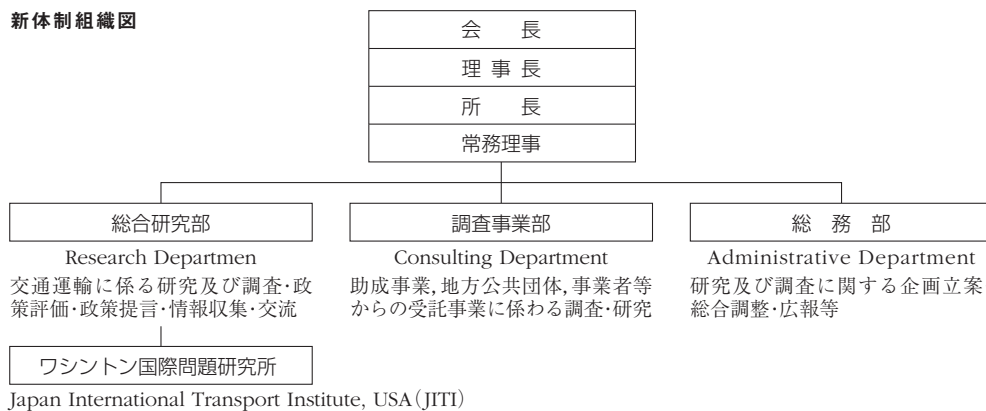 新体制組織図
会 長
理 事 長
所 長
常務理事
総合研究部
Research Departmen
交通運輸に係る研究及び調査・政
策評価・政策提言・情報収集・交流
調査事業部
Consulting Department
助成事業,地方公共団体,事業者等
からの受託事業に係わる調査・研究
総 務 部
Administrative Department
研究及び調査に関する企画立案
総合調整・広報等
ワシントン国際問題研究所
Japan International Transport Institute, USA(JITI)